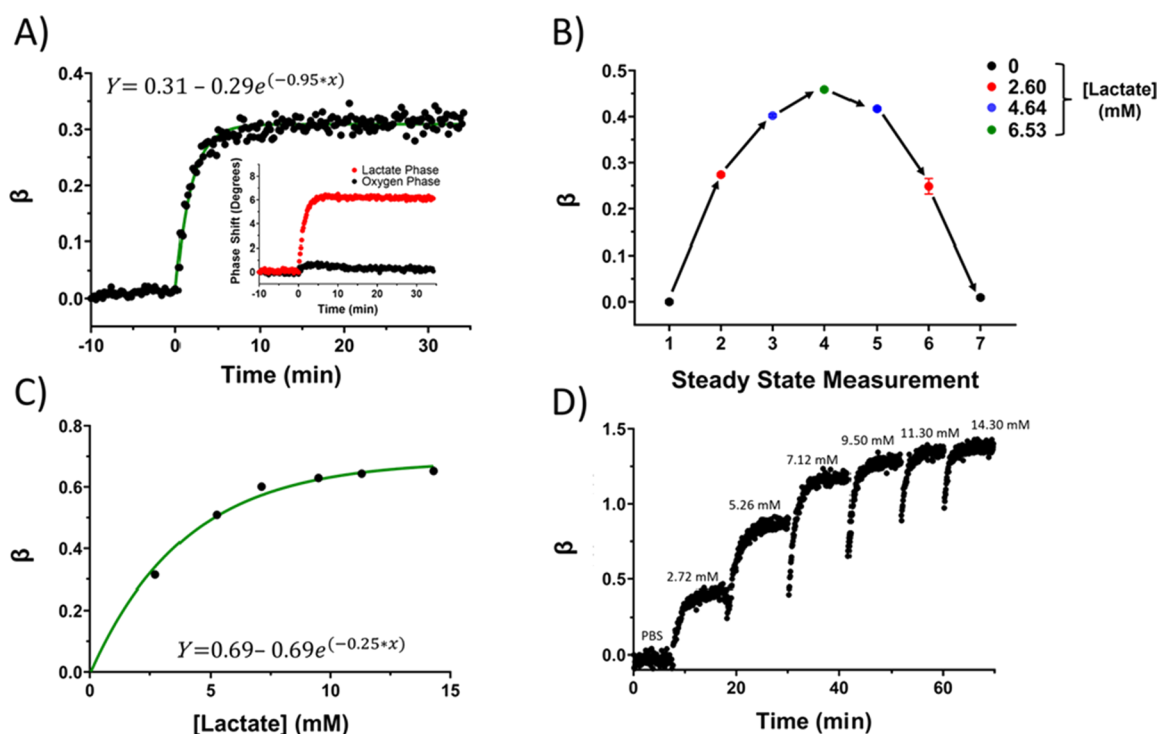 A)
Y= 0.31 – 0.29e^(−0.95*x)
0.4
0.3
0.2
0.1
0.0
β
-10
0
10
20
30
Time (min)
Lactate Phase
Oxygen Phase
Phase Shift (Degrees)
8
6
4
2
0
-10
0
10
20
30
Time (min)
B)
0
2.60
4.64
6.53
[Lactate]
(mM)
0.5
0.4
0.3
0.2
0.1
0.0
β
1
2
3
4
5
6
7
Steady State Measurement
C)
0.8
0.6
0.4
0.2
0.0
β
Y=0.69– 0.69e^(−0.25*x)
0
5
10
15
[Lactate] (mM)
D)
1.5
1.0
0.5
0.0
β
PBS
2.72 mM
5.26 mM
7.12 mM
9.50 mM
11.30 mM
14.30 mM
0
20
40
60
Time (min)